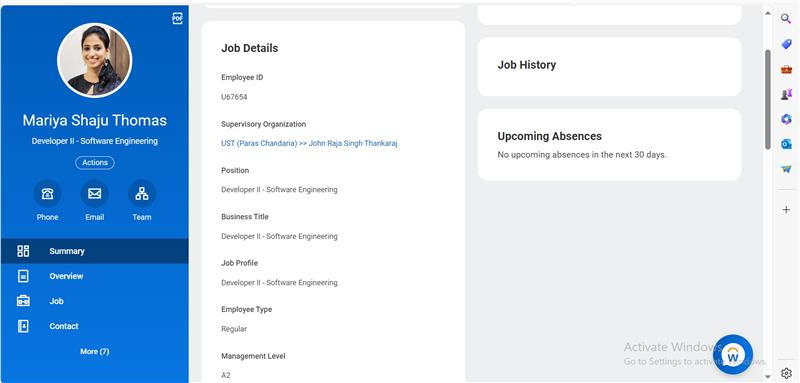 PDF
Mariya Shaju Thomas
Developer II - Software Engineering
Actions
Phone
Email
Team
Summary
Overview
Job
Contact
More (7)
Job Details
Employee ID
U67654
Supervisory Organization
UST (Paras Chandaria) >> John Raja Singh Thankaraj
Position
Developer II - Software Engineering
Business Title
Developer II - Software Engineering
Job Profile
Developer II - Software Engineering
Employee Type
Regular
Management Level
A2
Job History
Upcoming Absences
No upcoming absences in the next 30 days.
Activate Windows
Go to Settings to activate Windows.